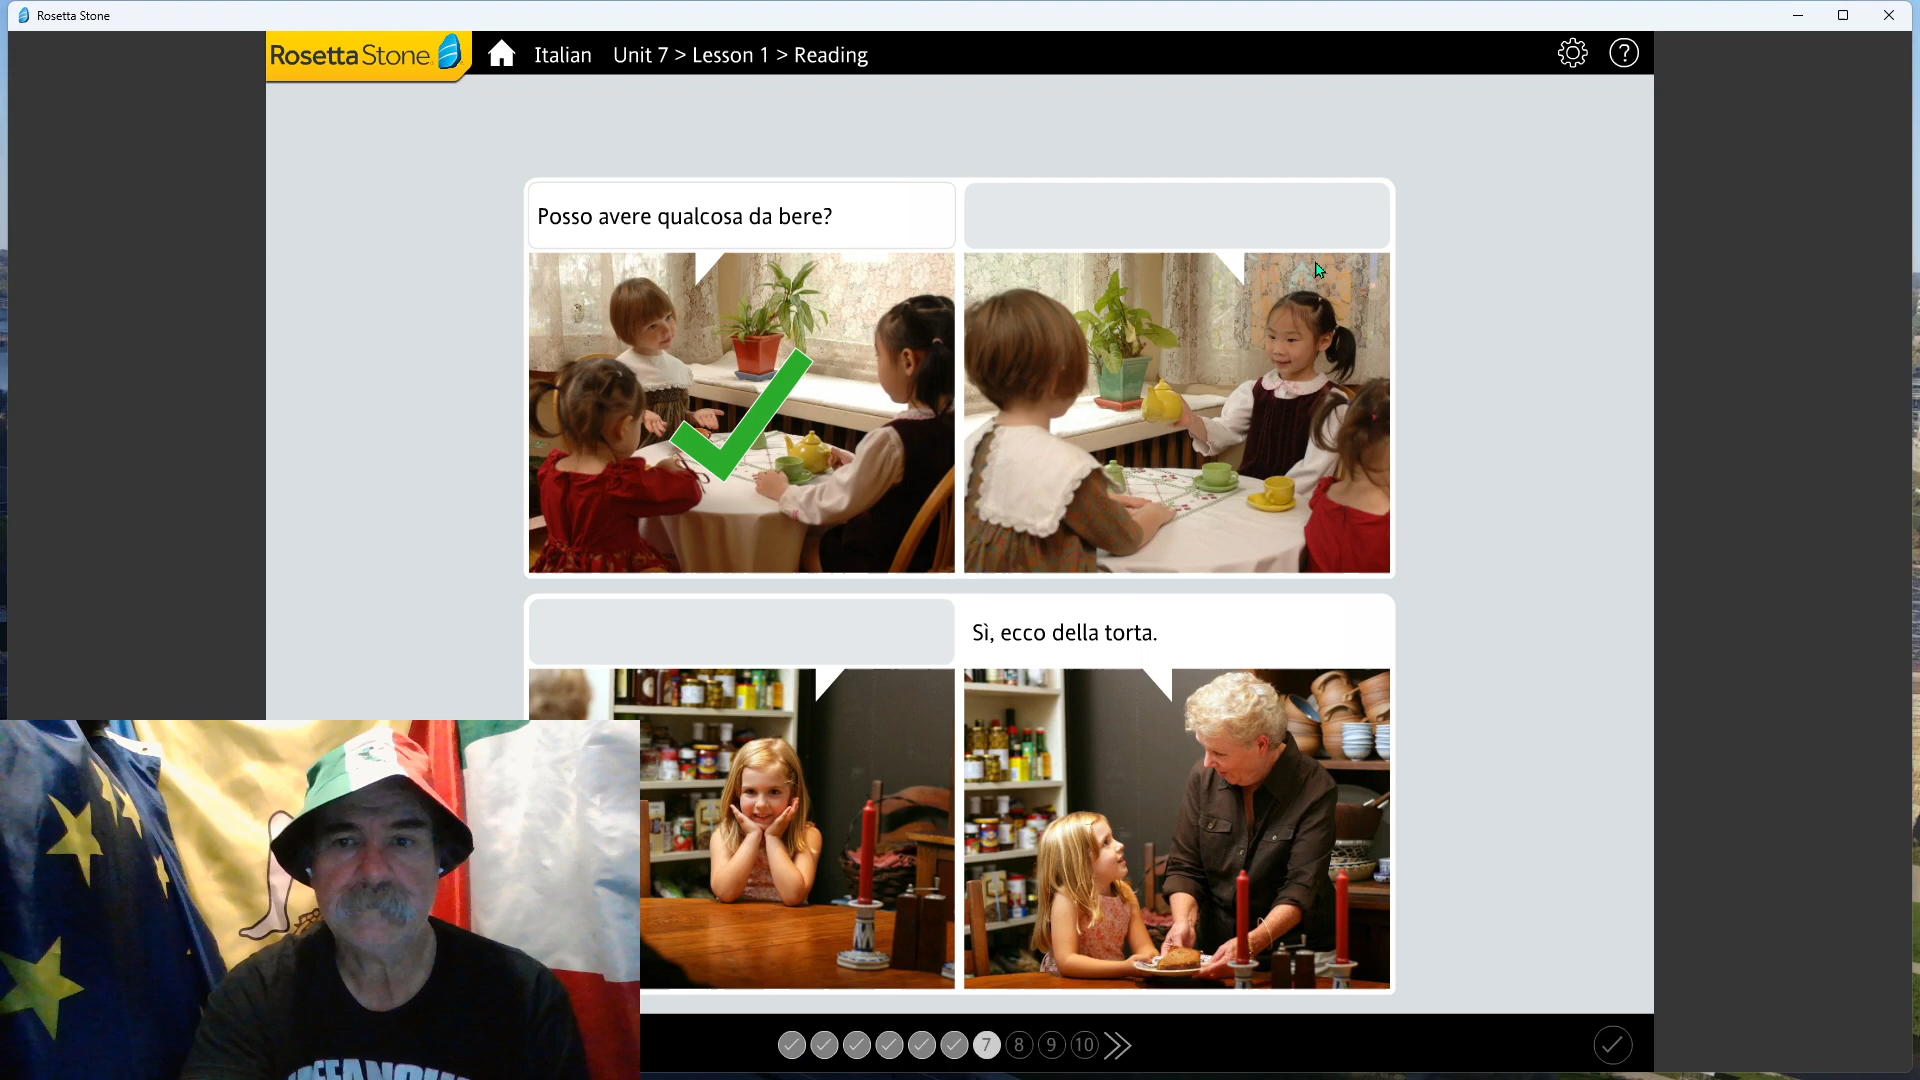 Rosetta Stone
RosettaStone
Italian Unit 7 > Lesson 1 > Reading
?
Posso avere qualcosa da bere?
Sì, ecco della torta.
7 8 9 10